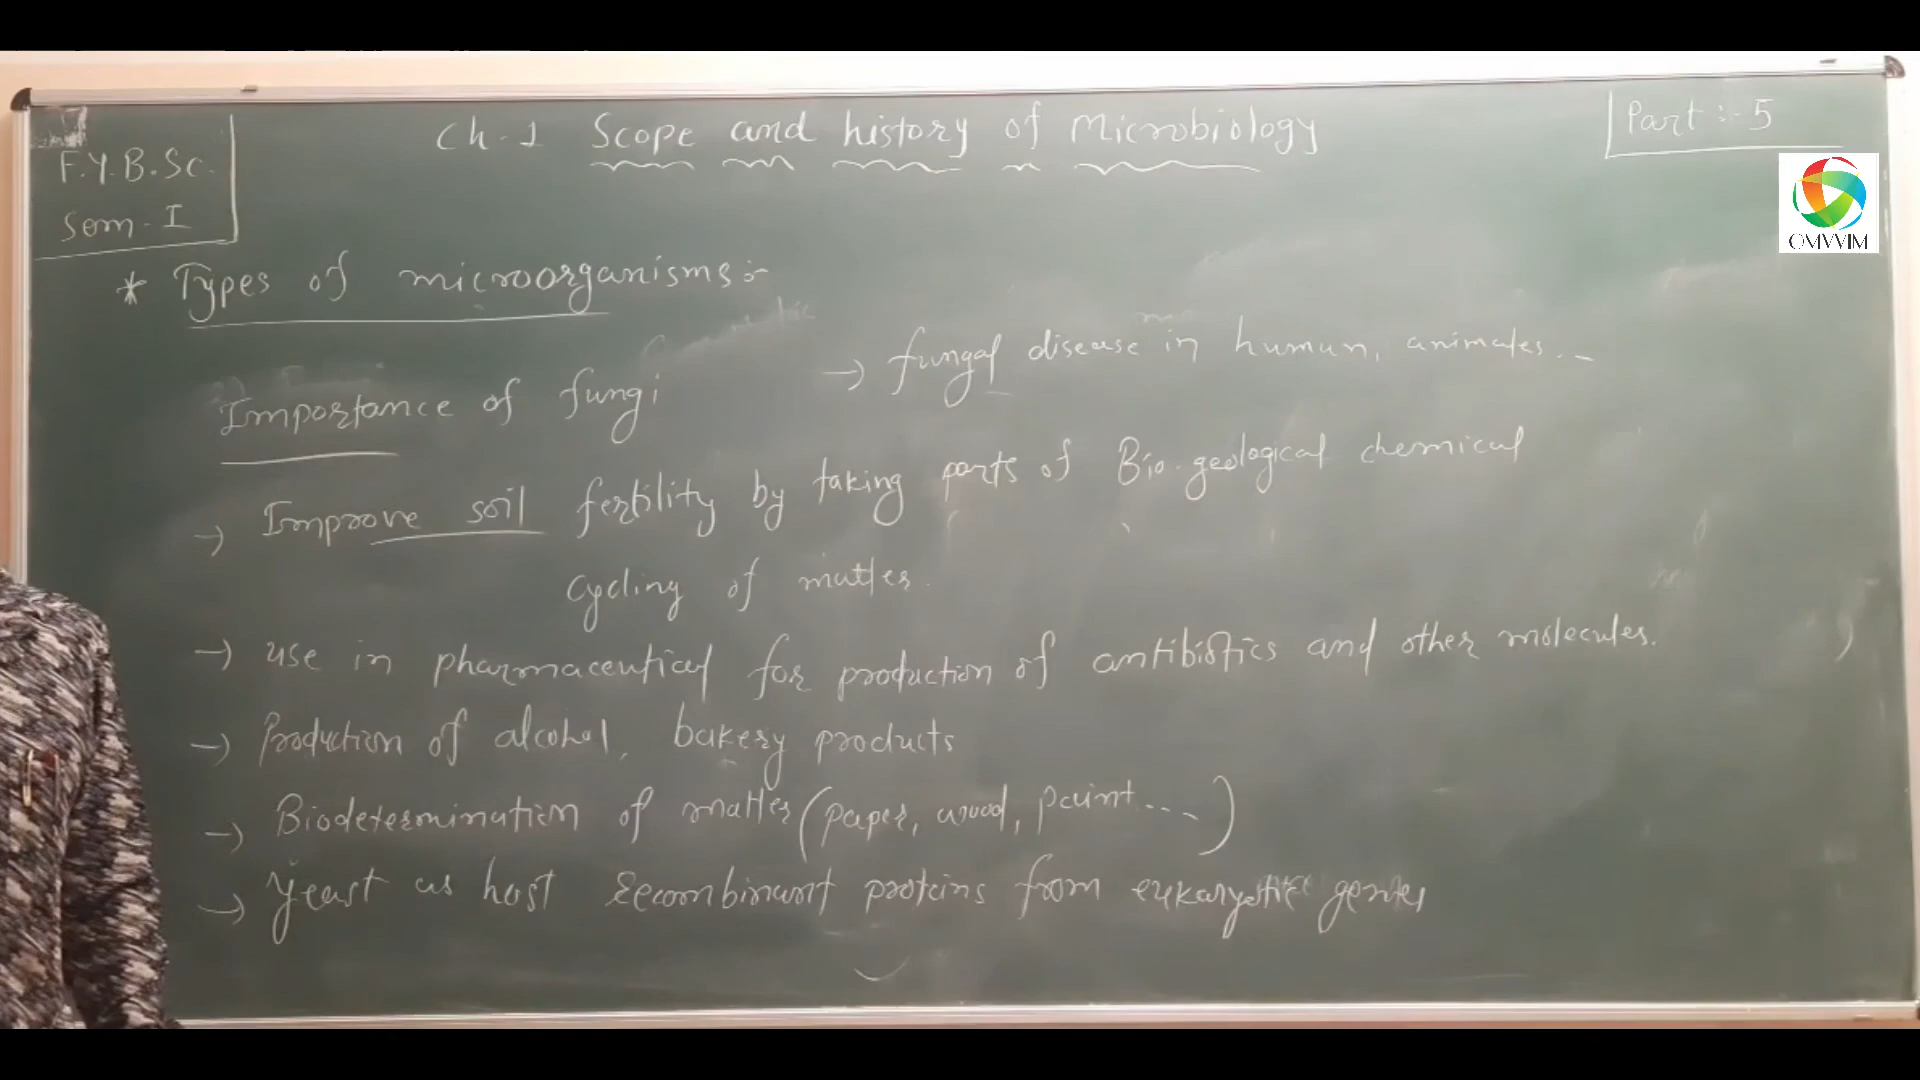 Ch-1 Scope and history of Microbiology
Part :- 5
F.Y.B.Sc.
Sem-I
OMVVIM
* Types of microorganisms:-
Importance of fungi
→ fungal disease in human, animales...
→ Improve soil fertility by taking parts of Bio-geological chemical
cycling of matter.
→ use in pharmaceutical for production of antibiotics and other molecules.
→ Production of alcohol, bakery products
→ Biodetermination of matter (paper, wood, paint....)
→ Yeast as host recombinant proteins from eukaryotic genes